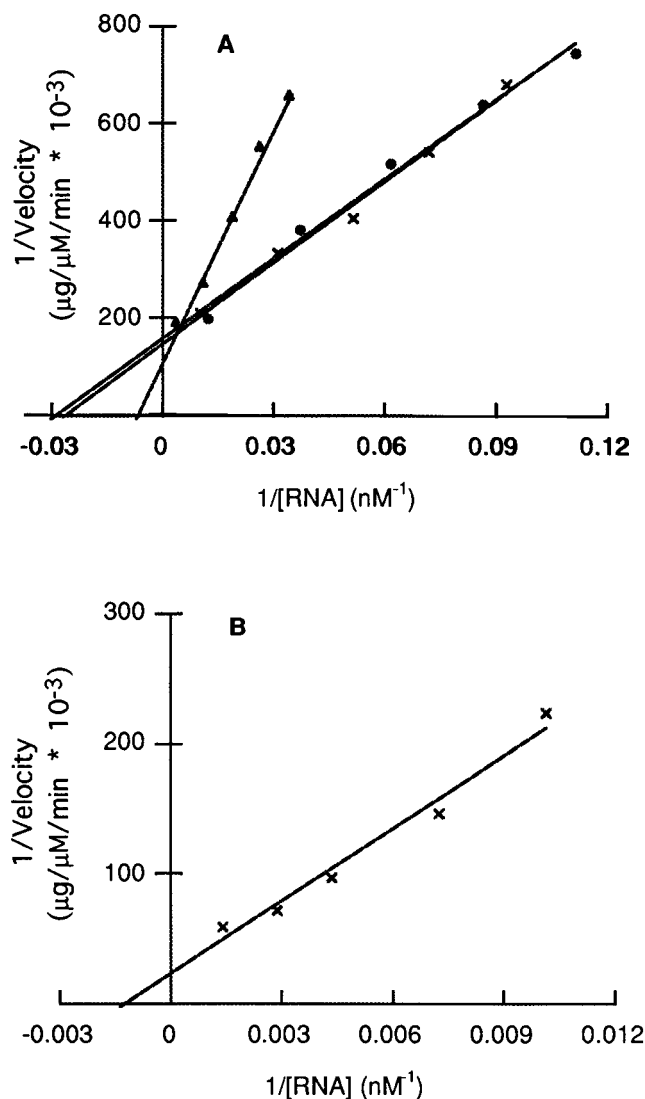 A
1/Velocity
(µg/µM/min * 10-3)
800
600
400
200
-0.03 0 0.03 0.06 0.09 0.12
1/[RNA] (nM-1)
B
1/Velocity
(µg/µM/min * 10-3)
300
200
100
-0.003 0 0.003 0.006 0.009 0.012
1/[RNA] (nM-1)